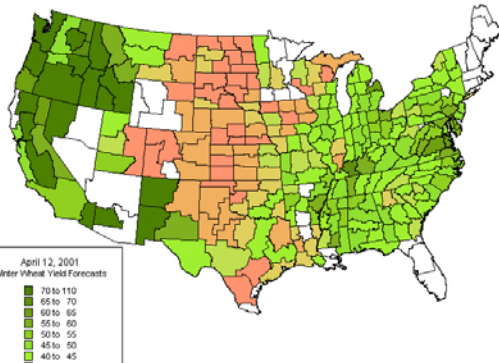 April 12, 2001
Winter Wheat Yield Forecasts
70 to 110
65 to 70
60 to 65
55 to 60
50 to 55
45 to 50
40 to 45